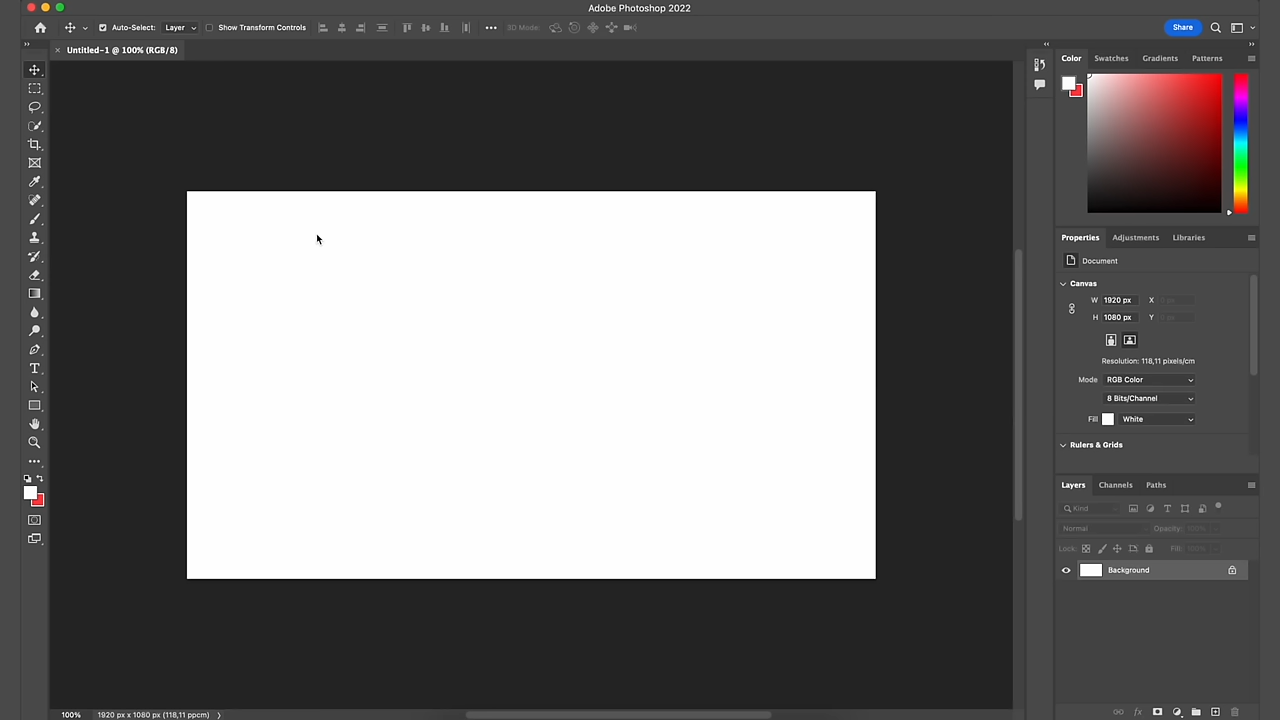 Adobe Photoshop 2022
Auto-Select: Layer Show Transform Controls 3D Mode: Share
Untitled-1 @ 100% (RGB/8)
Color Swatches Gradients Patterns
Properties Adjustments Libraries
Document
Canvas
W 1920 px X
H 1080 px Y
Resolution: 118,11 pixels/cm
Mode RGB Color
8 Bits/Channel
Fill White
Rulers & Grids
Layers Channels Paths
Kind
Normal Opacity: 100%
Lock: Fill: 100%
Background
100% 1920 px x 1080 px (118,11 ppcm)